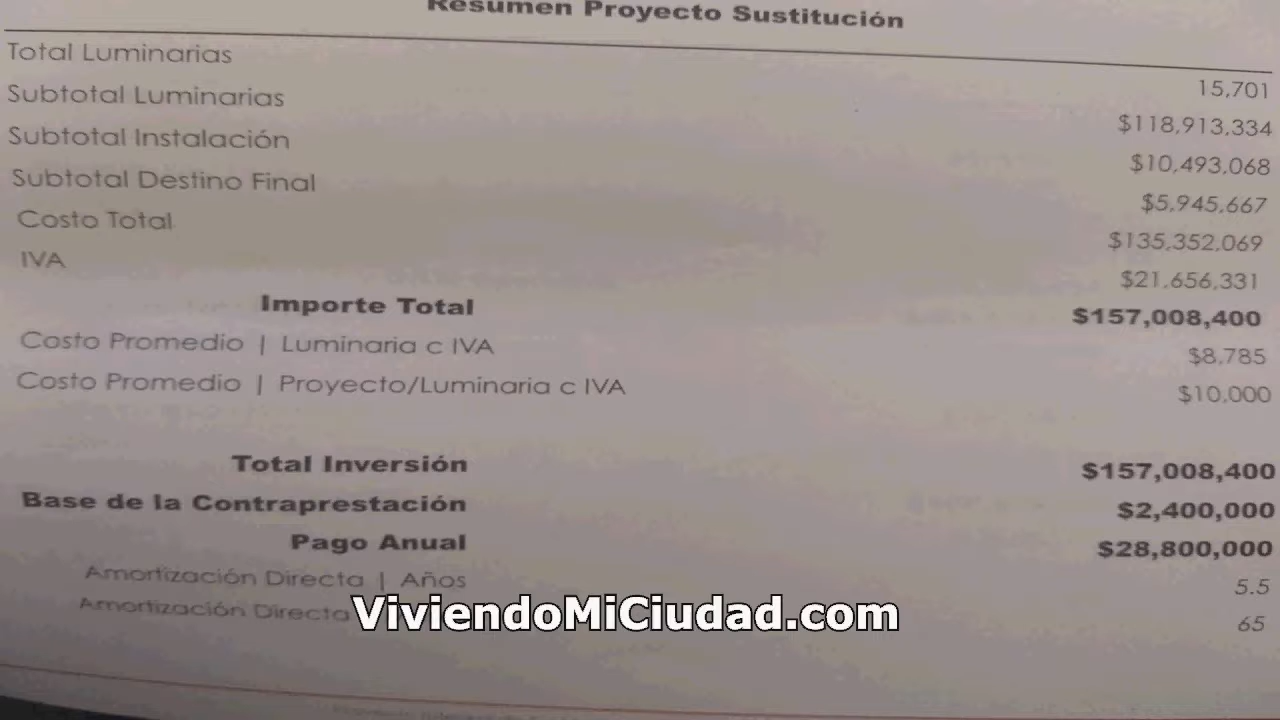 Resumen Proyecto Sustitución
Total Luminarias 15,701
Subtotal Luminarias $118,913,334
Subtotal Instalación $10,493,068
Subtotal Destino Final $5,945,667
Costo Total $135,352,069
IVA $21,656,331
Importe Total $157,008,400
Costo Promedio | Luminaria c IVA $8,785
Costo Promedio | Proyecto/Luminaria c IVA $10,000
Total Inversión $157,008,400
Base de la Contraprestación $2,400,000
Pago Anual $28,800,000
Amortización Directa | Años 5.5
Amortización Directa 65
ViviendoMiCiudad.com